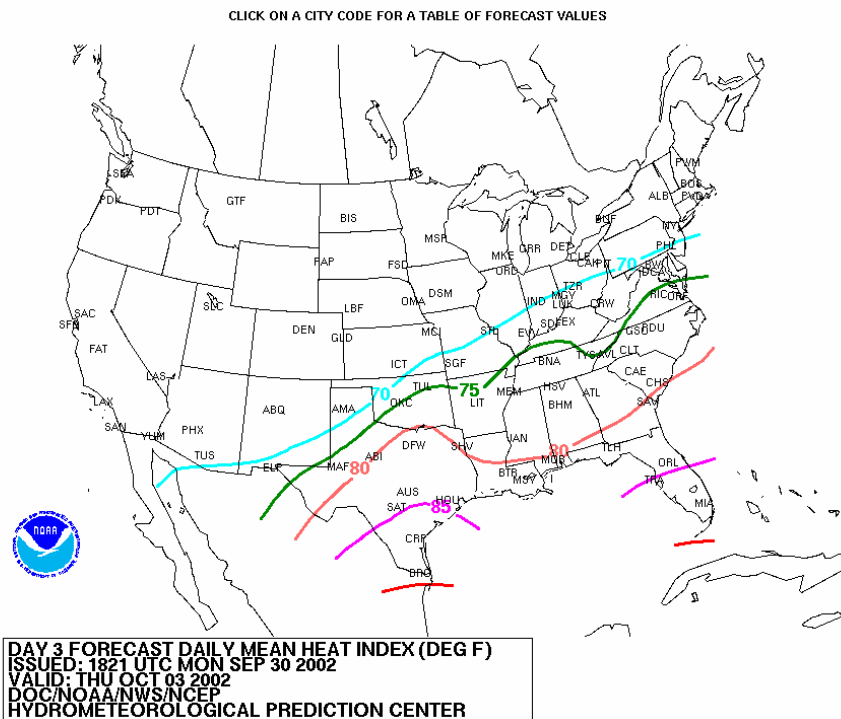 CLICK ON A CITY CODE FOR A TABLE OF FORECAST VALUES
SEA
PDT
GTF
BIS
MSP
PWM
ALB
BOS
BUF
NYC
PHL
MKE
GRR
DET
ORD
RAP
FSD
OMA
DSM
70
SAC
SFO
FAT
SLC
LBF
DEN
GLD
MCI
STL
IND
MGY
TZR
CRW
RIC
ORF
EVV
LAS
ICT
SGF
BNA
TYS
AVL
CLT
GSO
RDU
LAX
SAN
YUM
PHX
TUS
ABQ
AMA
70
TUL
75
OKC
LIT
MEM
HSV
BHM
ATL
CAE
CHS
SAV
ELP
MAF
80
ABI
DFW
SHV
JAN
80
MOB
TLH
BTR
MSY
ORL
TPA
MIA
AUS
SAT
HOU
85
CRP
BRO
NOAA
DAY 3 FORECAST DAILY MEAN HEAT INDEX (DEG F)
ISSUED: 1821 UTC MON SEP 30 2002
VALID: THU OCT 03 2002
DOC/NOAA/NWS/NCEP
HYDROMETEOROLOGICAL PREDICTION CENTER